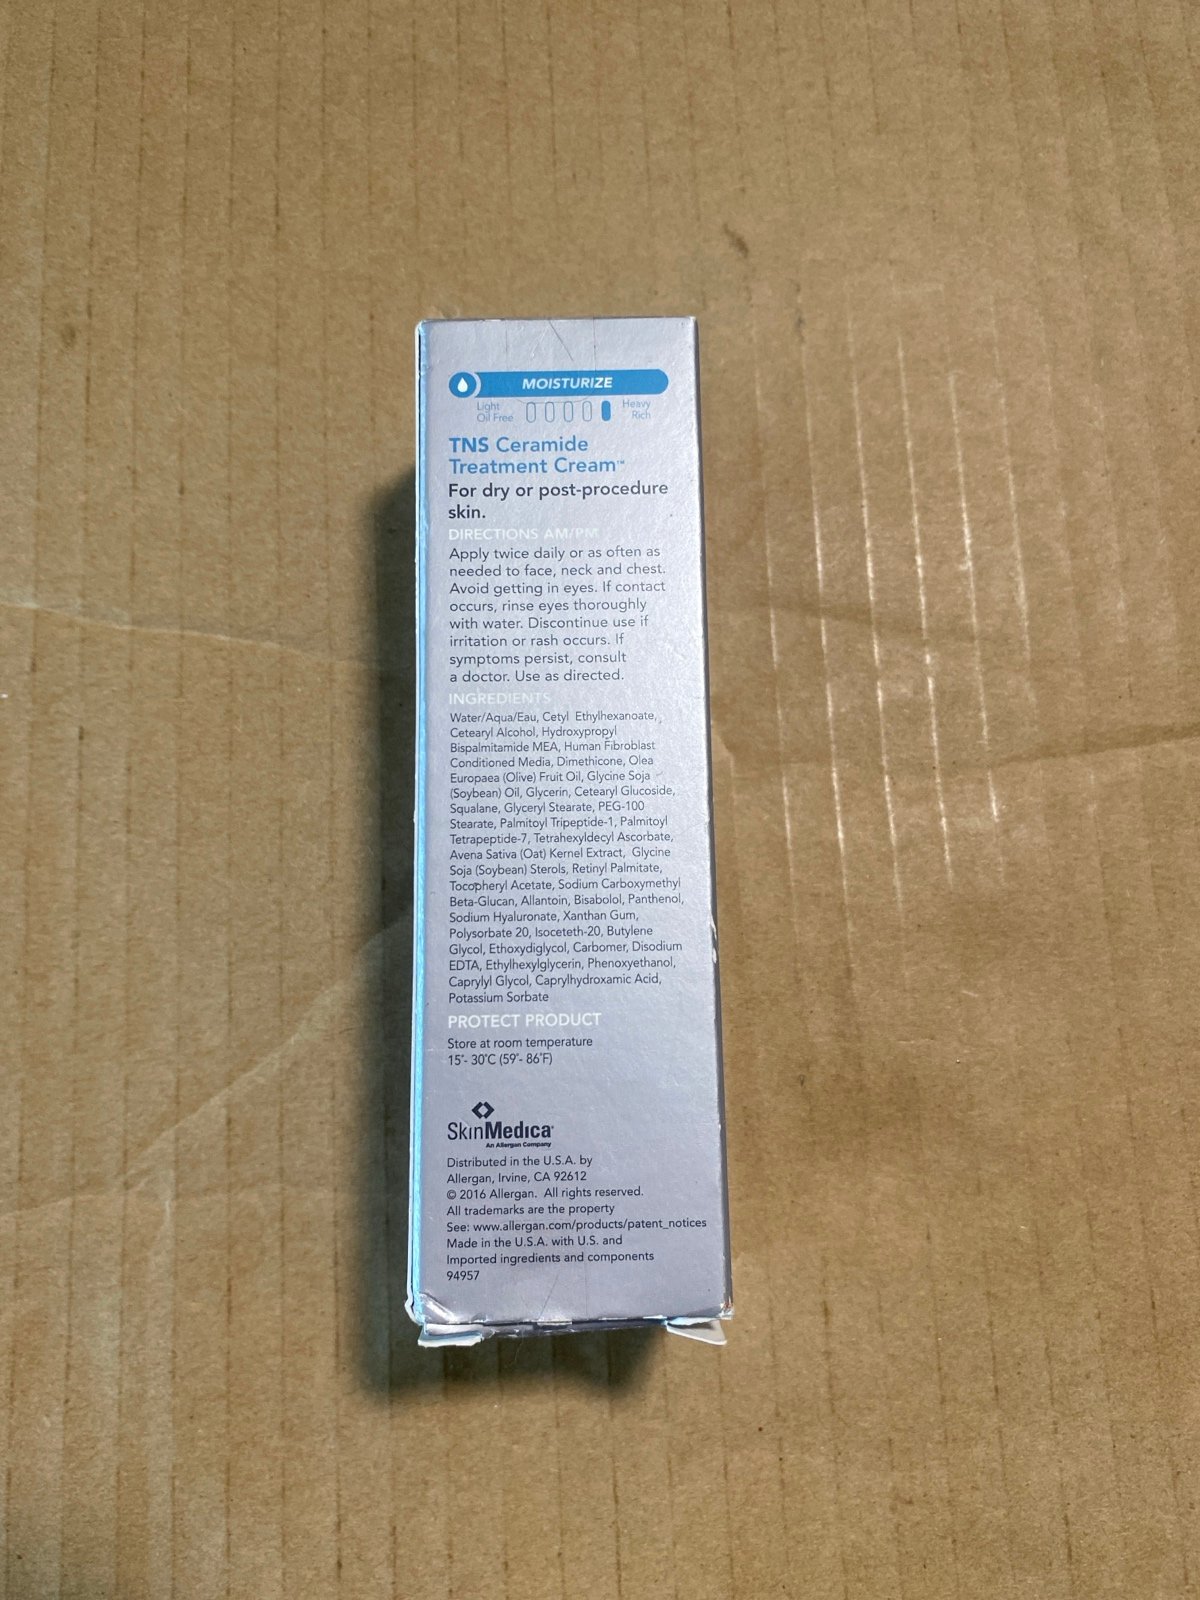 MOISTURIZE
Light
Oil Free
Heavy
Rich
TNS Ceramide
Treatment Cream™
For dry or post-procedure
skin.
DIRECTIONS AM/PM
Apply twice daily or as often as
needed to face, neck and chest.
Avoid getting in eyes. If contact
occurs, rinse eyes thoroughly
with water. Discontinue use if
irritation or rash occurs. If
symptoms persist, consult
a doctor. Use as directed.
INGREDIENTS
Water/Aqua/Eau, Cetyl Ethylhexanoate,
Cetearyl Alcohol, Hydroxypropyl
Bispalmitamide MEA, Human Fibroblast
Conditioned Media, Dimethicone, Olea
Europaea (Olive) Fruit Oil, Glycine Soja
(Soybean) Oil, Glycerin, Cetearyl Glucoside,
Squalane, Glyceryl Stearate, PEG-100
Stearate, Palmitoyl Tripeptide-1, Palmitoyl
Tetrapeptide-7, Tetrahexyldecyl Ascorbate,
Avena Sativa (Oat) Kernel Extract, Glycine
Soja (Soybean) Sterols, Retinyl Palmitate,
Tocopheryl Acetate, Sodium Carboxymethyl
Beta-Glucan, Allantoin, Bisabolol, Panthenol,
Sodium Hyaluronate, Xanthan Gum,
Polysorbate 20, Isoceteth-20, Butylene
Glycol, Ethoxydiglycol, Carbomer, Disodium
EDTA, Ethylhexylglycerin, Phenoxyethanol,
Caprylyl Glycol, Caprylhydroxamic Acid,
Potassium Sorbate
PROTECT PRODUCT
Store at room temperature
15°- 30°C (59°- 86°F)
SkinMedica®
An Allergan Company
Distributed in the U.S.A. by
Allergan, Irvine, CA 92612
© 2016 Allergan. All rights reserved.
All trademarks are the property
See: www.allergan.com/products/patent_notices
Made in the U.S.A. with U.S. and
Imported ingredients and components
94957